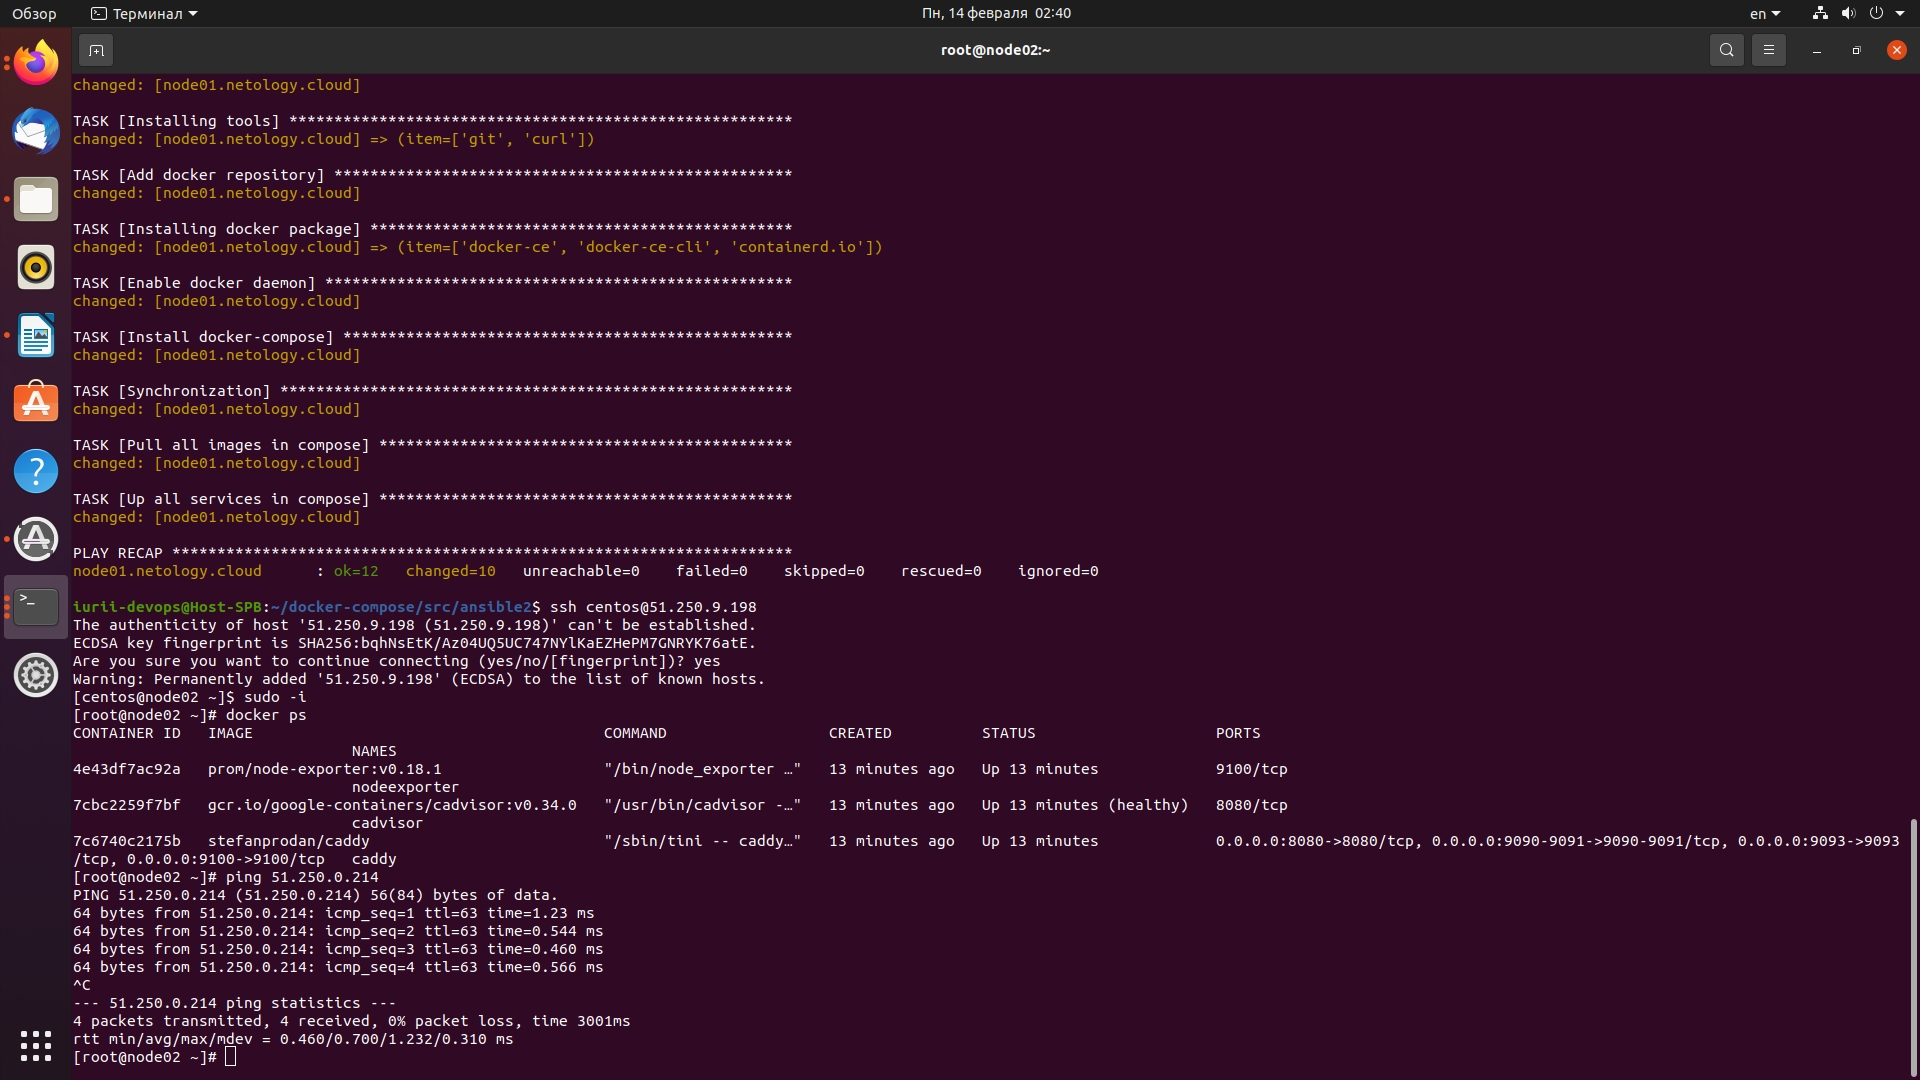 Обзор
Терминал
Пн, 14 февраля 02:40
en
root@node02:~
changed: [node01.netology.cloud]
TASK [Installing tools] ********************************************************
changed: [node01.netology.cloud] => (item=['git', 'curl'])
TASK [Add docker repository] ***************************************************
changed: [node01.netology.cloud]
TASK [Installing docker package] ***********************************************
changed: [node01.netology.cloud] => (item=['docker-ce', 'docker-ce-cli', 'containerd.io'])
TASK [Enable docker daemon] ****************************************************
changed: [node01.netology.cloud]
TASK [Install docker-compose] **************************************************
changed: [node01.netology.cloud]
TASK [Synchronization] *********************************************************
changed: [node01.netology.cloud]
TASK [Pull all images in compose] **********************************************
changed: [node01.netology.cloud]
TASK [Up all services in compose] **********************************************
changed: [node01.netology.cloud]
PLAY RECAP *********************************************************************
node01.netology.cloud      : ok=12   changed=10   unreachable=0    failed=0    skipped=0    rescued=0    ignored=0
iurii-devops@Host-SPB:~/docker-compose/src/ansible2$ ssh centos@51.250.9.198
The authenticity of host '51.250.9.198 (51.250.9.198)' can't be established.
ECDSA key fingerprint is SHA256:bqhNsEtK/Az04UQ5UC747NYlKaEZHePM7GNRYK76atE.
Are you sure you want to continue connecting (yes/no/[fingerprint])? yes
Warning: Permanently added '51.250.9.198' (ECDSA) to the list of known hosts.
[centos@node02 ~]$ sudo -i
[root@node02 ~]# docker ps
CONTAINER ID   IMAGE                                       COMMAND                  CREATED          STATUS                    PORTS
                               NAMES
4e43df7ac92a   prom/node-exporter:v0.18.1                  "/bin/node_exporter …"   13 minutes ago   Up 13 minutes             9100/tcp
                               nodeexporter
7cbc2259f7bf   gcr.io/google-containers/cadvisor:v0.34.0   "/usr/bin/cadvisor -…"   13 minutes ago   Up 13 minutes (healthy)   8080/tcp
                               cadvisor
7c6740c2175b   stefanprodan/caddy                          "/sbin/tini -- caddy…"   13 minutes ago   Up 13 minutes             0.0.0.0:8080->8080/tcp, 0.0.0.0:9090-9091->9090-9091/tcp, 0.0.0.0:9093->9093
/tcp, 0.0.0.0:9100->9100/tcp   caddy
[root@node02 ~]# ping 51.250.0.214
PING 51.250.0.214 (51.250.0.214) 56(84) bytes of data.
64 bytes from 51.250.0.214: icmp_seq=1 ttl=63 time=1.23 ms
64 bytes from 51.250.0.214: icmp_seq=2 ttl=63 time=0.544 ms
64 bytes from 51.250.0.214: icmp_seq=3 ttl=63 time=0.460 ms
64 bytes from 51.250.0.214: icmp_seq=4 ttl=63 time=0.566 ms
^C
--- 51.250.0.214 ping statistics ---
4 packets transmitted, 4 received, 0% packet loss, time 3001ms
rtt min/avg/max/mdev = 0.460/0.700/1.232/0.310 ms
[root@node02 ~]#